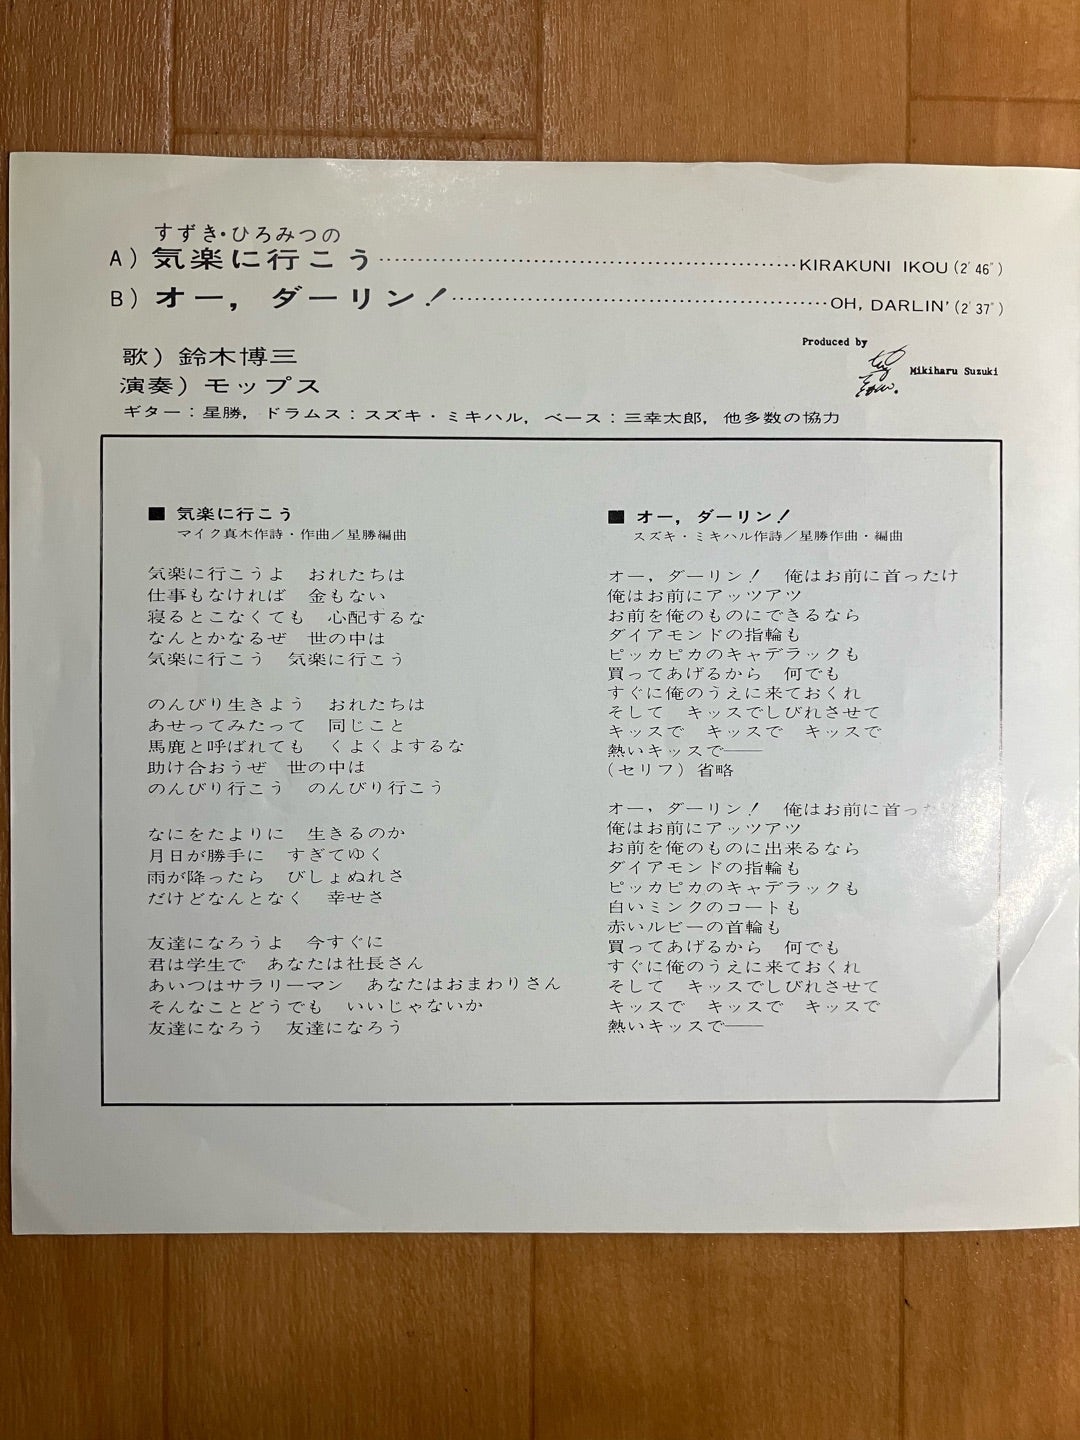 すずき・ひろみつの
A) 気楽に行こう……………………………KIRAKUNI IKOU (2′46″)
B) オー，ダーリン！……………………………OH, DARLIN' (2′37″)
歌) 鈴木博三
演奏) モップス
ギター：星勝，ドラムス：スズキ・ミキハル，ベース：三幸太郎，他多数の協力
Produced by
Mikiharu Suzuki
■ 気楽に行こう
マイク真木作詩・作曲／星勝編曲
気楽に行こうよ　おれたちは
仕事もなければ　金もない
寝るとこなくても　心配するな
なんとかなるぜ　世の中は
気楽に行こう　気楽に行こう
のんびり生きよう　おれたちは
あせってみたって　同じこと
馬鹿と呼ばれても　くよくよするな
助け合おうぜ　世の中は
のんびり行こう　のんびり行こう
なにをたよりに　生きるのか
月日が勝手に　すぎてゆく
雨が降ったら　びしょぬれさ
だけどなんとなく　幸せさ
友達になろうよ　今すぐに
君は学生で　あなたは社長さん
あいつはサラリーマン　あなたはおまわりさん
そんなことどうでも　いいじゃないか
友達になろう　友達になろう
■ オー，ダーリン！
スズキ・ミキハル作詩／星勝作曲・編曲
オー，ダーリン！　俺はお前に首ったけ
俺はお前にアッツアツ
お前を俺のものにできるなら
ダイアモンドの指輪も
ピッカピカのキャデラックも
買ってあげるから　何でも
すぐに俺のうえに来ておくれ
そして　キッスでしびれさせて
キッスで　キッスで　キッスで
熱いキッスで――
(セリフ) 省略
オー，ダーリン！　俺はお前に首ったけ
俺はお前にアッツアツ
お前を俺のものに出来るなら
ダイアモンドの指輪も
ピッカピカのキャデラックも
白いミンクのコートも
赤いルビーの首輪も
買ってあげるから　何でも
すぐに俺のうえに来ておくれ
そして　キッスでしびれさせて
キッスで　キッスで　キッスで
熱いキッスで――